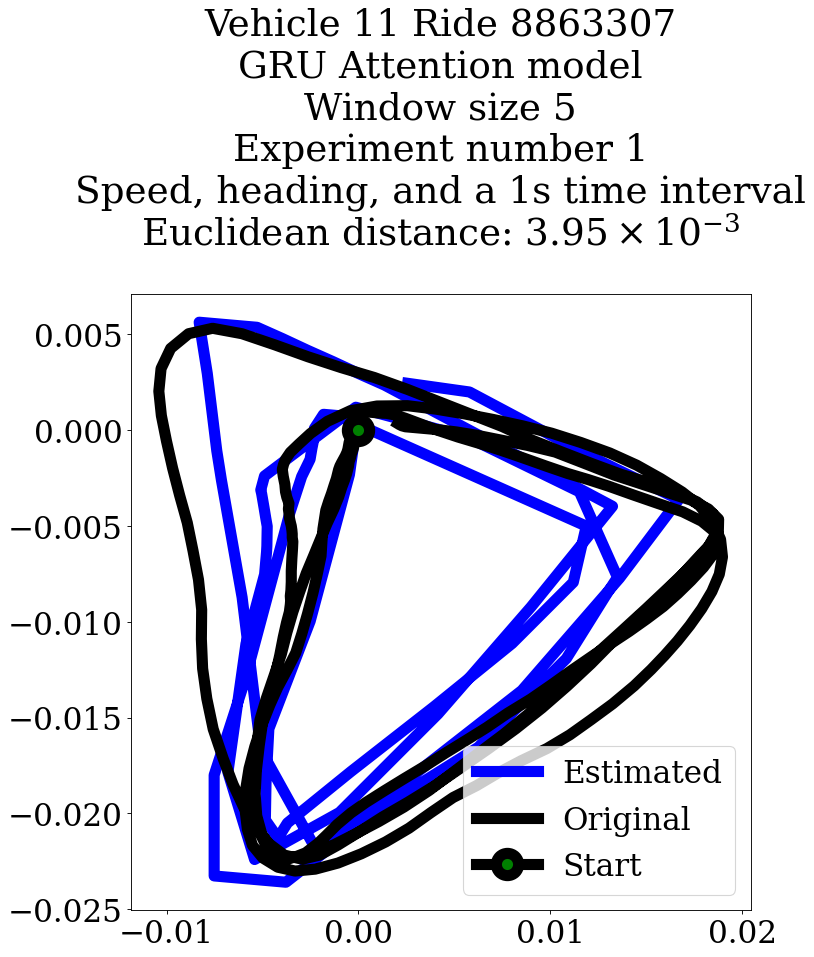 Vehicle 11 Ride 8863307
GRU Attention model
Window size 5
Experiment number 1
Speed, heading, and a 1s time interval
Euclidean distance: 3.95 × 10⁻³
0.005
0.000
−0.005
−0.010
−0.015
−0.020
−0.025
−0.01 0.00 0.01 0.02
Estimated
Original
Start